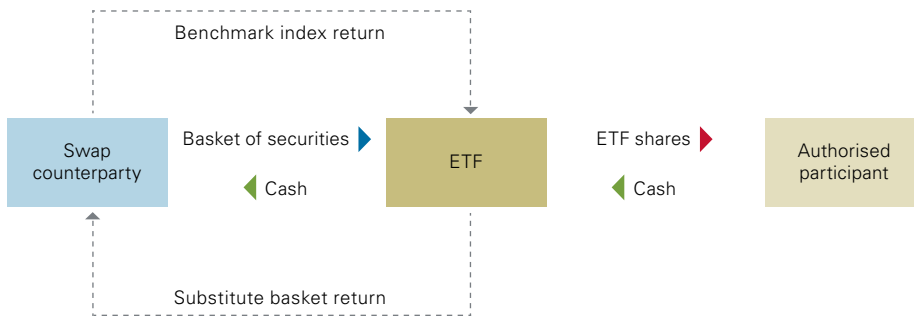 Benchmark index return
Swap
counterparty
Basket of securities
Cash
ETF
ETF shares
Cash
Authorised
participant
Substitute basket return